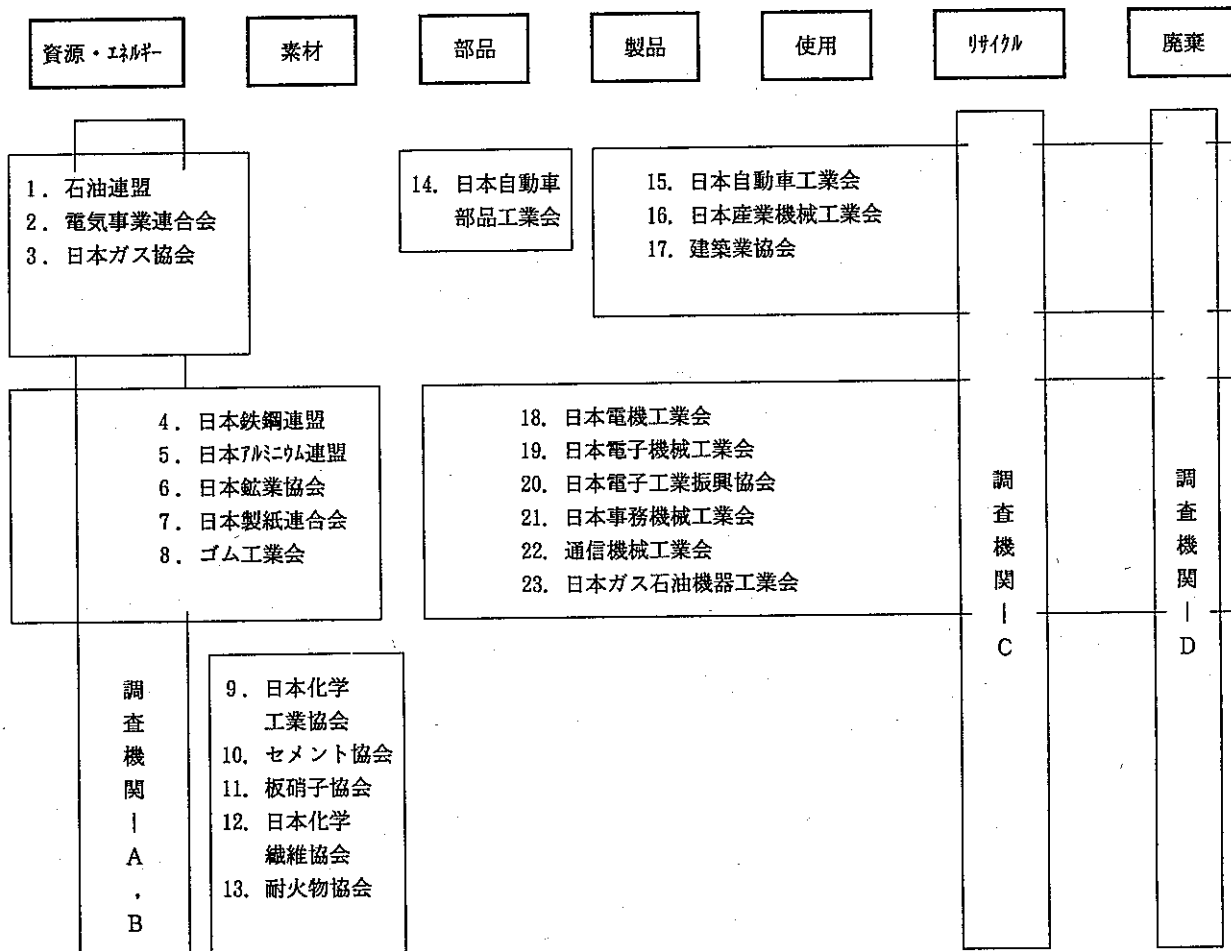 資源・エネルギー
素材
部品
製品
使用
リサイクル
廃棄
1. 石油連盟
2. 電気事業連合会
3. 日本ガス協会
14. 日本自動車
部品工業会
15. 日本自動車工業会
16. 日本産業機械工業会
17. 建築業協会
4. 日本鉄鋼連盟
5. 日本アルミニウム連盟
6. 日本鉱業協会
7. 日本製紙連合会
8. ゴム工業会
18. 日本電機工業会
19. 日本電子機械工業会
20. 日本電子工業振興協会
21. 日本事務機械工業会
22. 通信機械工業会
23. 日本ガス石油機器工業会
調査機関ーA,B
9. 日本化学
工業協会
10. セメント協会
11. 板硝子協会
12. 日本化学
繊維協会
13. 耐火物協会
調査機関ーC
調査機関ーD